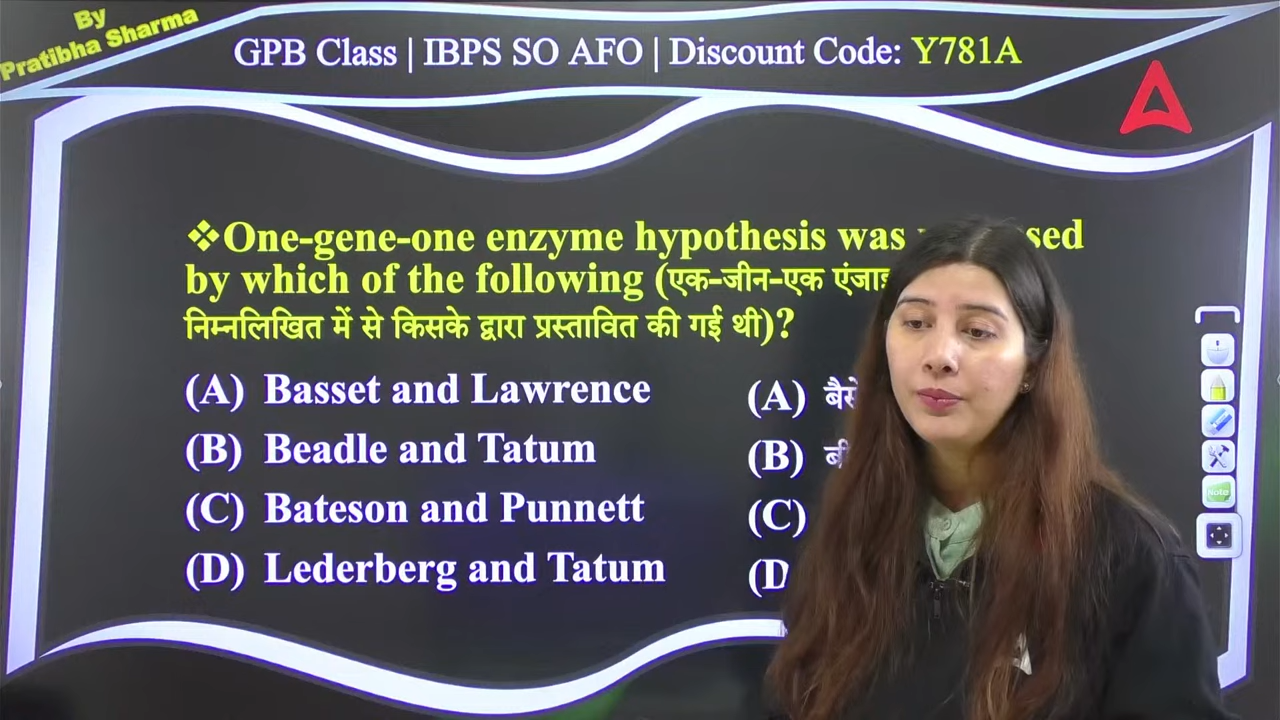 By
Pratibha Sharma
GPB Class | IBPS SO AFO | Discount Code: Y781A
❖One-gene-one enzyme hypothesis was
by which of the following (एक-जीन-एक
निम्नलिखित में से किसके द्वारा प्रस्तावित की गई थी)?
(A) Basset and Lawrence
(A)
(B) Beadle and Tatum
(B)
(C) Bateson and Punnett
(C)
(D) Lederberg and Tatum
(D
Note